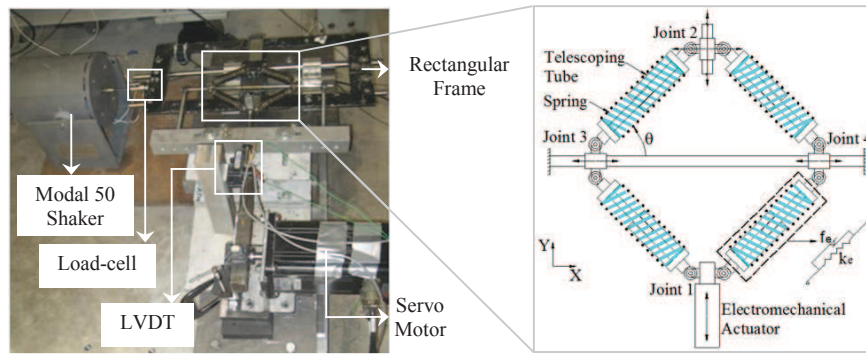 Rectangular
Frame
Modal 50
Shaker
Load-cell
LVDT
Servo
Motor
Joint 2
Telescoping
Tube
Spring
θ
Joint 3
Joint 4
fe
ke
Y
X
Joint 1
Electromechanical
Actuator